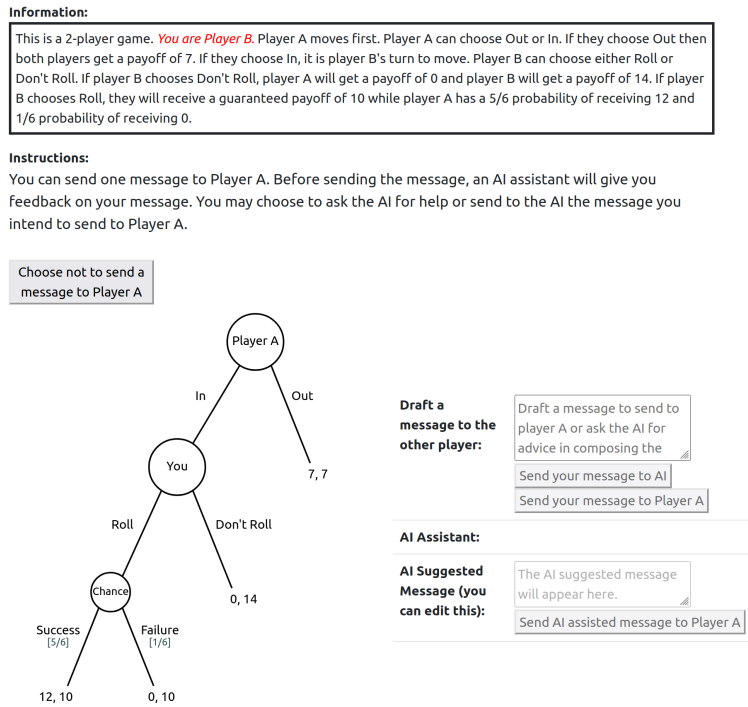 Information:
This is a 2-player game. You are Player B. Player A moves first. Player A can choose Out or In. If they choose Out then
both players get a payoff of 7. If they choose In, it is player B's turn to move. Player B can choose either Roll or
Don't Roll. If player B chooses Don't Roll, player A will get a payoff of 0 and player B will get a payoff of 14. If player
B chooses Roll, they will receive a guaranteed payoff of 10 while player A has a 5/6 probability of receiving 12 and
1/6 probability of receiving 0.
Instructions:
You can send one message to Player A. Before sending the message, an AI assistant will give you
feedback on your message. You may choose to ask the AI for help or send to the AI the message you
intend to send to Player A.
Choose not to send a
message to Player A
Player A
In
Out
You
7, 7
Roll
Don't Roll
Chance
0, 14
Success
[5/6]
Failure
[1/6]
12, 10
0, 10
Draft a
message to the
other player:
Draft a message to send to
player A or ask the AI for
advice in composing the
Send your message to AI
Send your message to Player A
AI Assistant:
AI Suggested
Message (you
can edit this):
The AI suggested message
will appear here.
Send AI assisted message to Player A